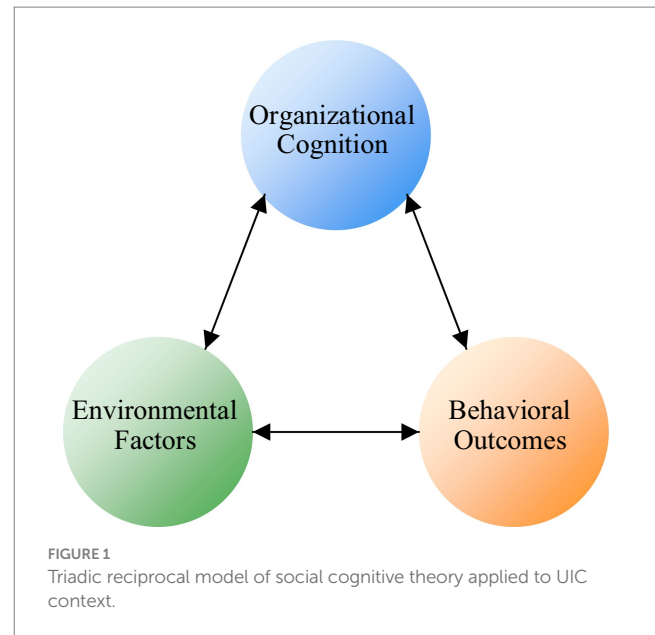 Organizational
Cognition
Environmental
Factors
Behavioral
Outcomes
FIGURE 1
Triadic reciprocal model of social cognitive theory applied to UIC
context.